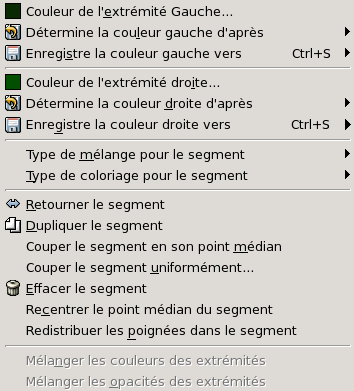 Couleur de l'extrémité Gauche...
Détermine la couleur gauche d'après
Enregistre la couleur gauche vers Ctrl+S
Couleur de l'extrémité droite...
Détermine la couleur droite d'après
Enregistre la couleur droite vers Ctrl+S
Type de mélange pour le segment
Type de coloriage pour le segment
Retourner le segment
Dupliquer le segment
Couper le segment en son point médian
Couper le segment uniformément...
Effacer le segment
Recentrer le point médian du segment
Redistribuer les poignées dans le segment
Mélanger les couleurs des extrémités
Mélanger les opacités des extrémités